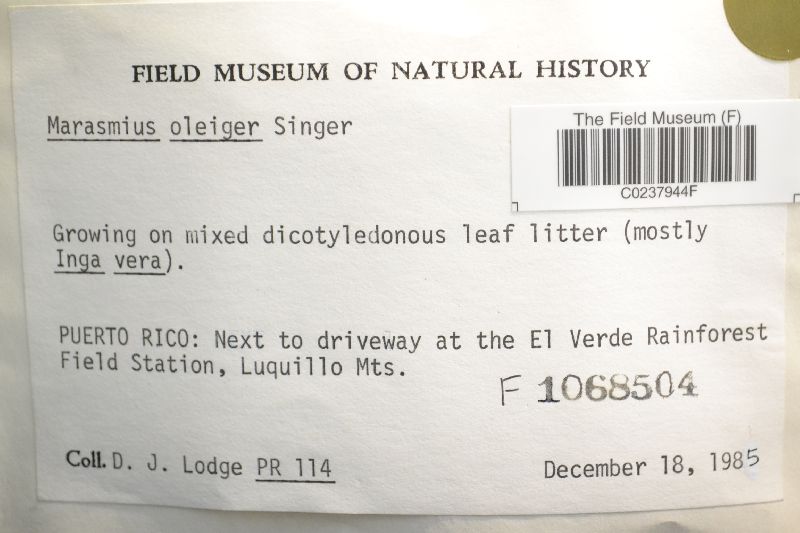 FIELD MUSEUM OF NATURAL HISTORY
Marasmius oleiger Singer
The Field Museum (F)
C0237944F
Growing on mixed dicotyledonous leaf litter (mostly
Inga vera).
PUERTO RICO: Next to driveway at the El Verde Rainforest
Field Station, Luquillo Mts.
F 1068504
Coll. D. J. Lodge PR 114
December 18, 1985